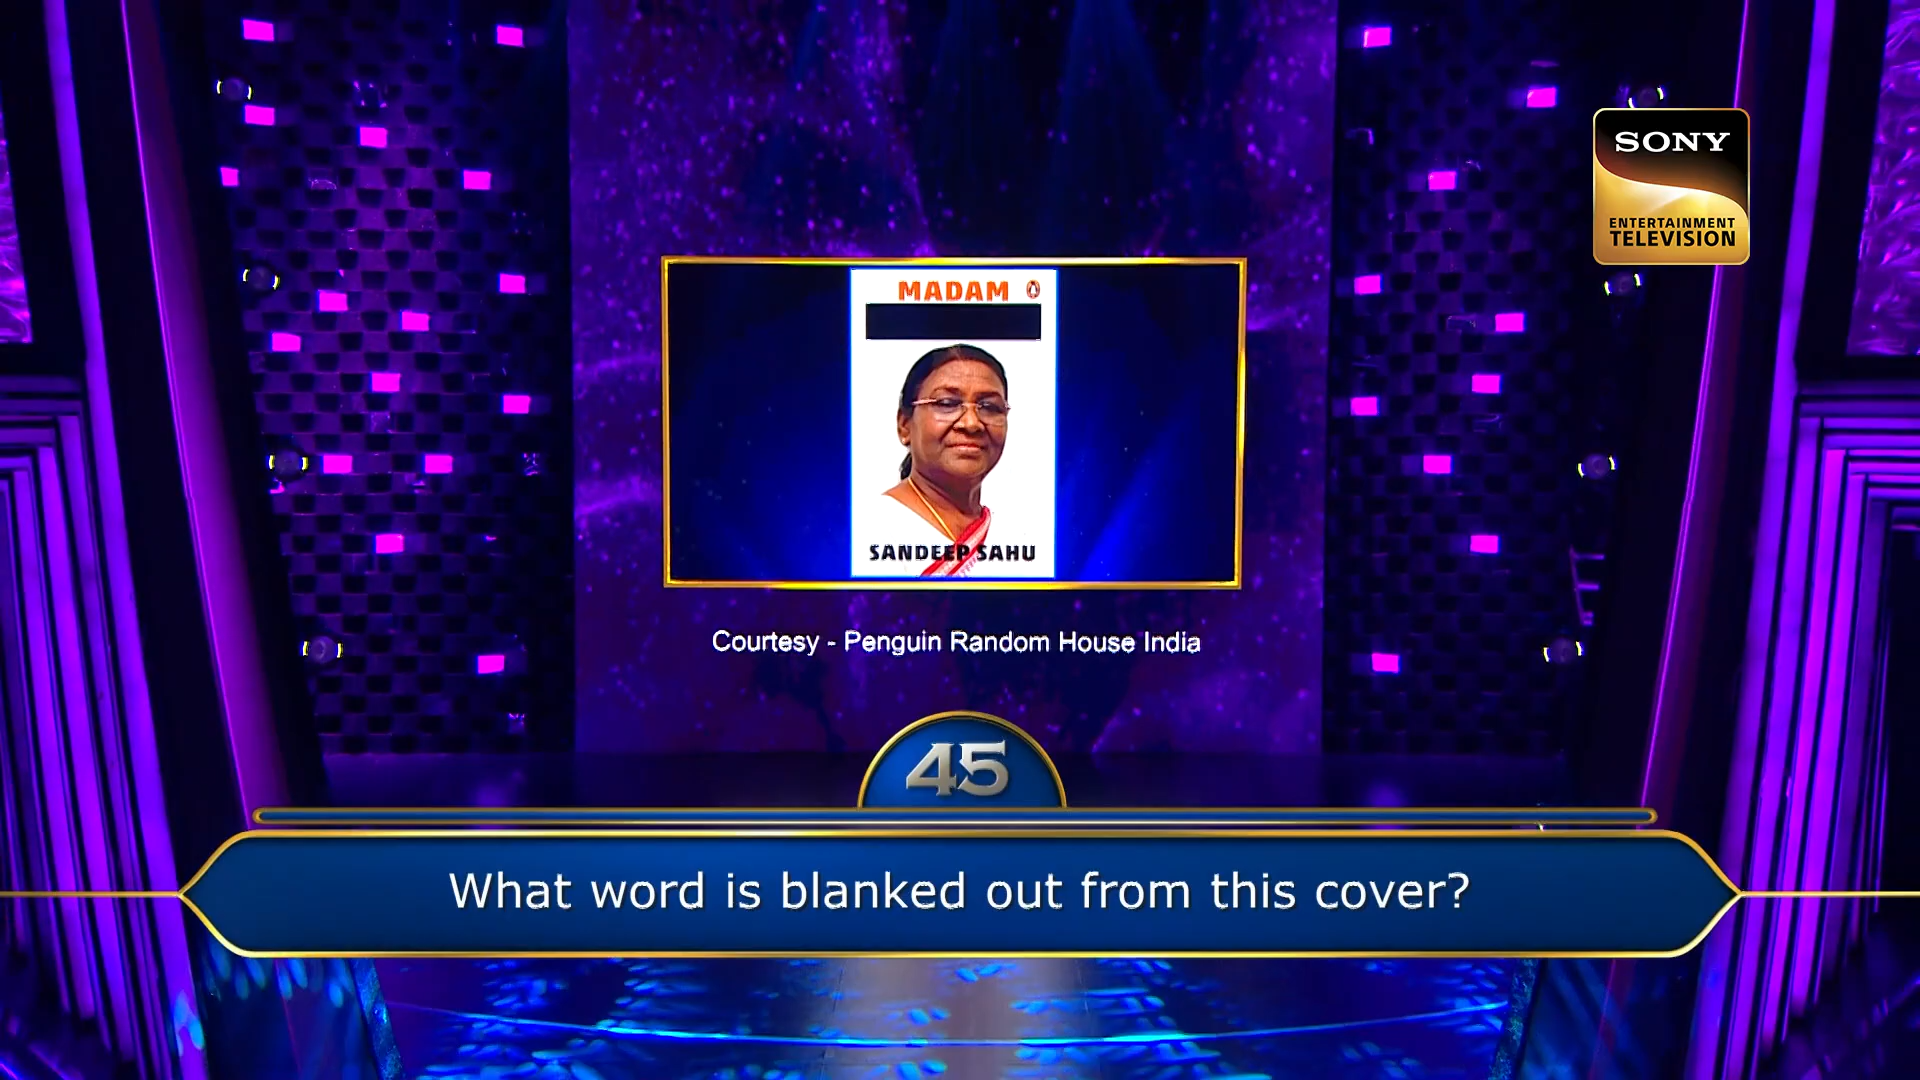 SONY
ENTERTAINMENT
TELEVISION
MADAM
SANDEEP SAHU
Courtesy - Penguin Random House India
45
What word is blanked out from this cover?